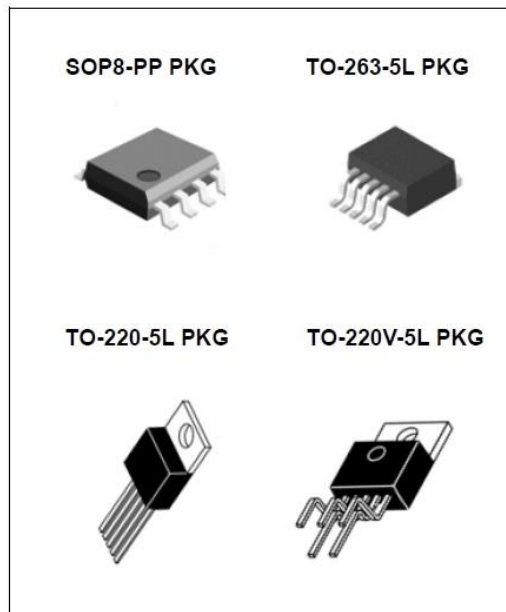 SOP8-PP PKG
TO-263-5L PKG
TO-220-5L PKG
TO-220V-5L PKG